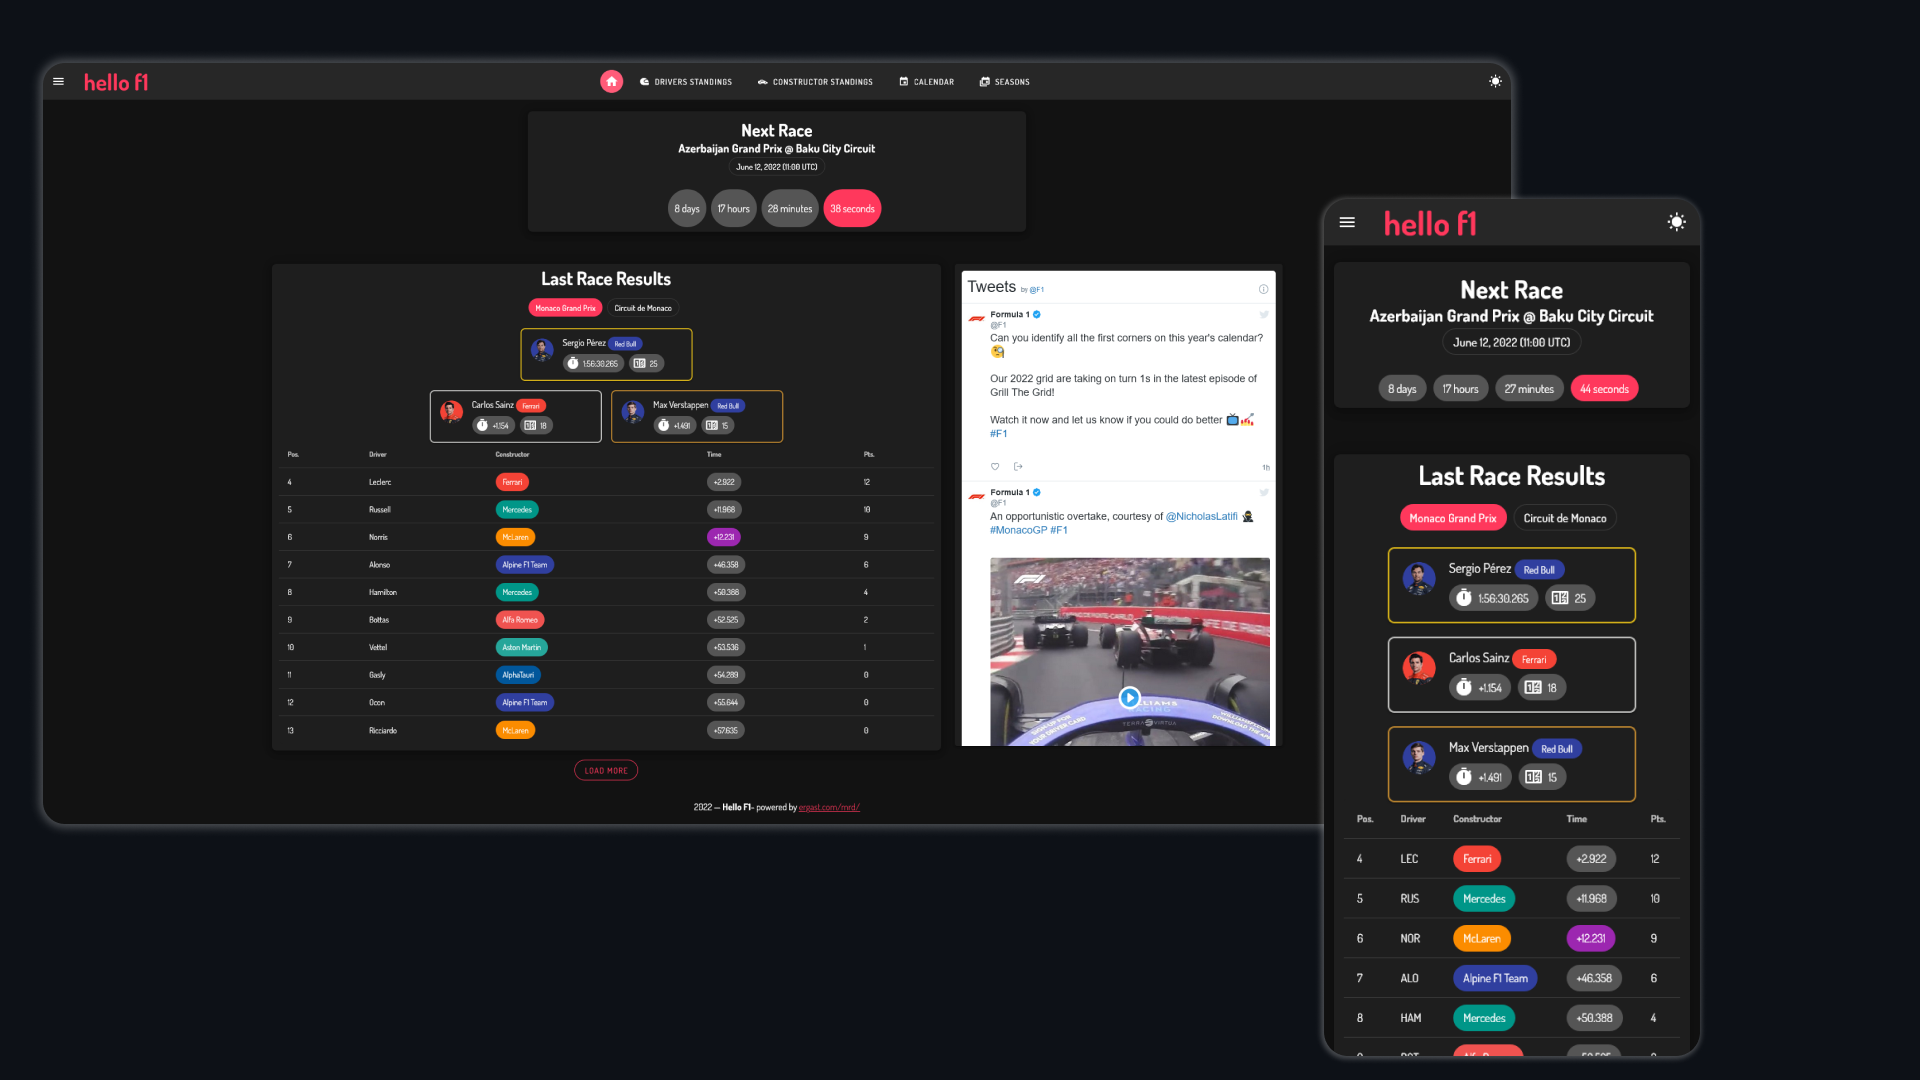 hello f1
DRIVERS STANDINGS
CONSTRUCTOR STANDINGS
CALENDAR
SEASONS
Next Race
Azerbaijan Grand Prix @ Baku City Circuit
June 12, 2022 (11:00 UTC)
8 days 17 hours 28 minutes 38 seconds
Last Race Results
Monaco Grand Prix Circuit de Monaco
Sergio Pérez Red Bull
1:56:30.265 25
Carlos Sainz Ferrari
+1.154 18
Max Verstappen Red Bull
+1.491 15
Pos. Driver Constructor Time Pts.
4 Leclerc Ferrari +2.922 12
5 Russell Mercedes +11.968 10
6 Norris McLaren +12.231 9
7 Alonso Alpine F1 Team +46.358 6
8 Hamilton Mercedes +50.388 4
9 Bottas Alfa Romeo +52.525 2
10 Vettel Aston Martin +53.536 1
11 Gasly AlphaTauri +54.289 0
12 Ocon Alpine F1 Team +55.644 0
13 Ricciardo McLaren +57.635 0
LOAD MORE
2022 — Hello F1- powered by ergast.com/mrd/
Tweets by @F1
Formula 1
@F1
Can you identify all the first corners on this year's calendar?
Our 2022 grid are taking on turn 1s in the latest episode of
Grill The Grid!
Watch it now and let us know if you could do better
#F1
1h
Formula 1
@F1
An opportunistic overtake, courtesy of @NicholasLatifi
#MonacoGP #F1
hello f1
Next Race
Azerbaijan Grand Prix @ Baku City Circuit
June 12, 2022 (11:00 UTC)
8 days 17 hours 27 minutes 44 seconds
Last Race Results
Monaco Grand Prix Circuit de Monaco
Sergio Pérez Red Bull
1:56:30.265 25
Carlos Sainz Ferrari
+1.154 18
Max Verstappen Red Bull
+1.491 15
Pos. Driver Constructor Time Pts.
4 LEC Ferrari +2.922 12
5 RUS Mercedes +11.968 10
6 NOR McLaren +12.231 9
7 ALO Alpine F1 Team +46.358 6
8 HAM Mercedes +50.388 4